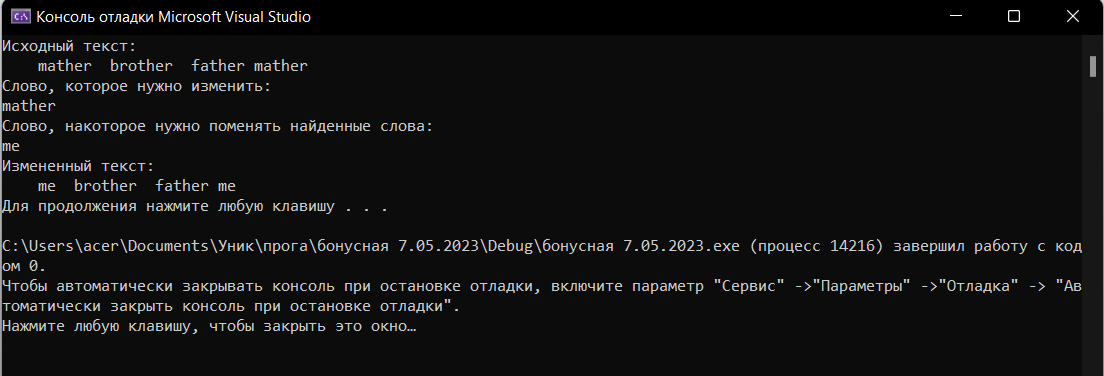 Консоль отладки Microsoft Visual Studio
Исходный текст:
    mather  brother  father mather
Слово, которое нужно изменить:
mather
Слово, накоторое нужно поменять найденные слова:
me
Измененный текст:
    me  brother  father me
Для продолжения нажмите любую клавишу . . .
C:\Users\acer\Documents\Уник\прога\бонусная 7.05.2023\Debug\бонусная 7.05.2023.exe (процесс 14216) завершил работу с код
ом 0.
Чтобы автоматически закрывать консоль при остановке отладки, включите параметр "Сервис" ->"Параметры" ->"Отладка" -> "Ав
томатически закрыть консоль при остановке отладки".
Нажмите любую клавишу, чтобы закрыть это окно…